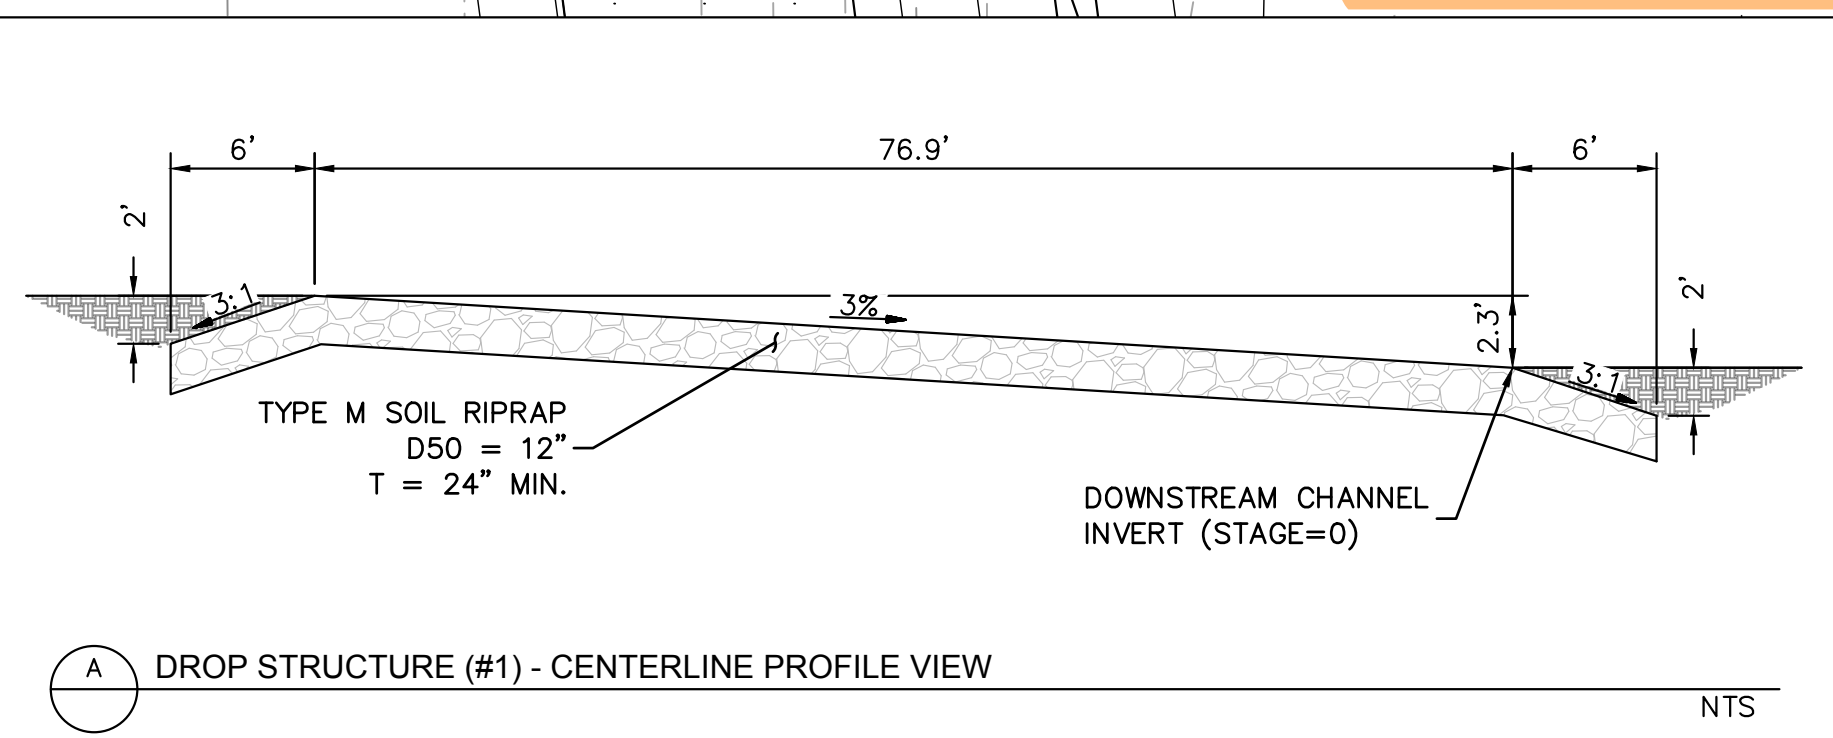 6'
76.9'
6'
2'
3:1
3%
2.3'
3:1
2'
TYPE M SOIL RIPRAP
D50 = 12"
T = 24" MIN.
DOWNSTREAM CHANNEL
INVERT (STAGE=0)
A
DROP STRUCTURE (#1) - CENTERLINE PROFILE VIEW
NTS